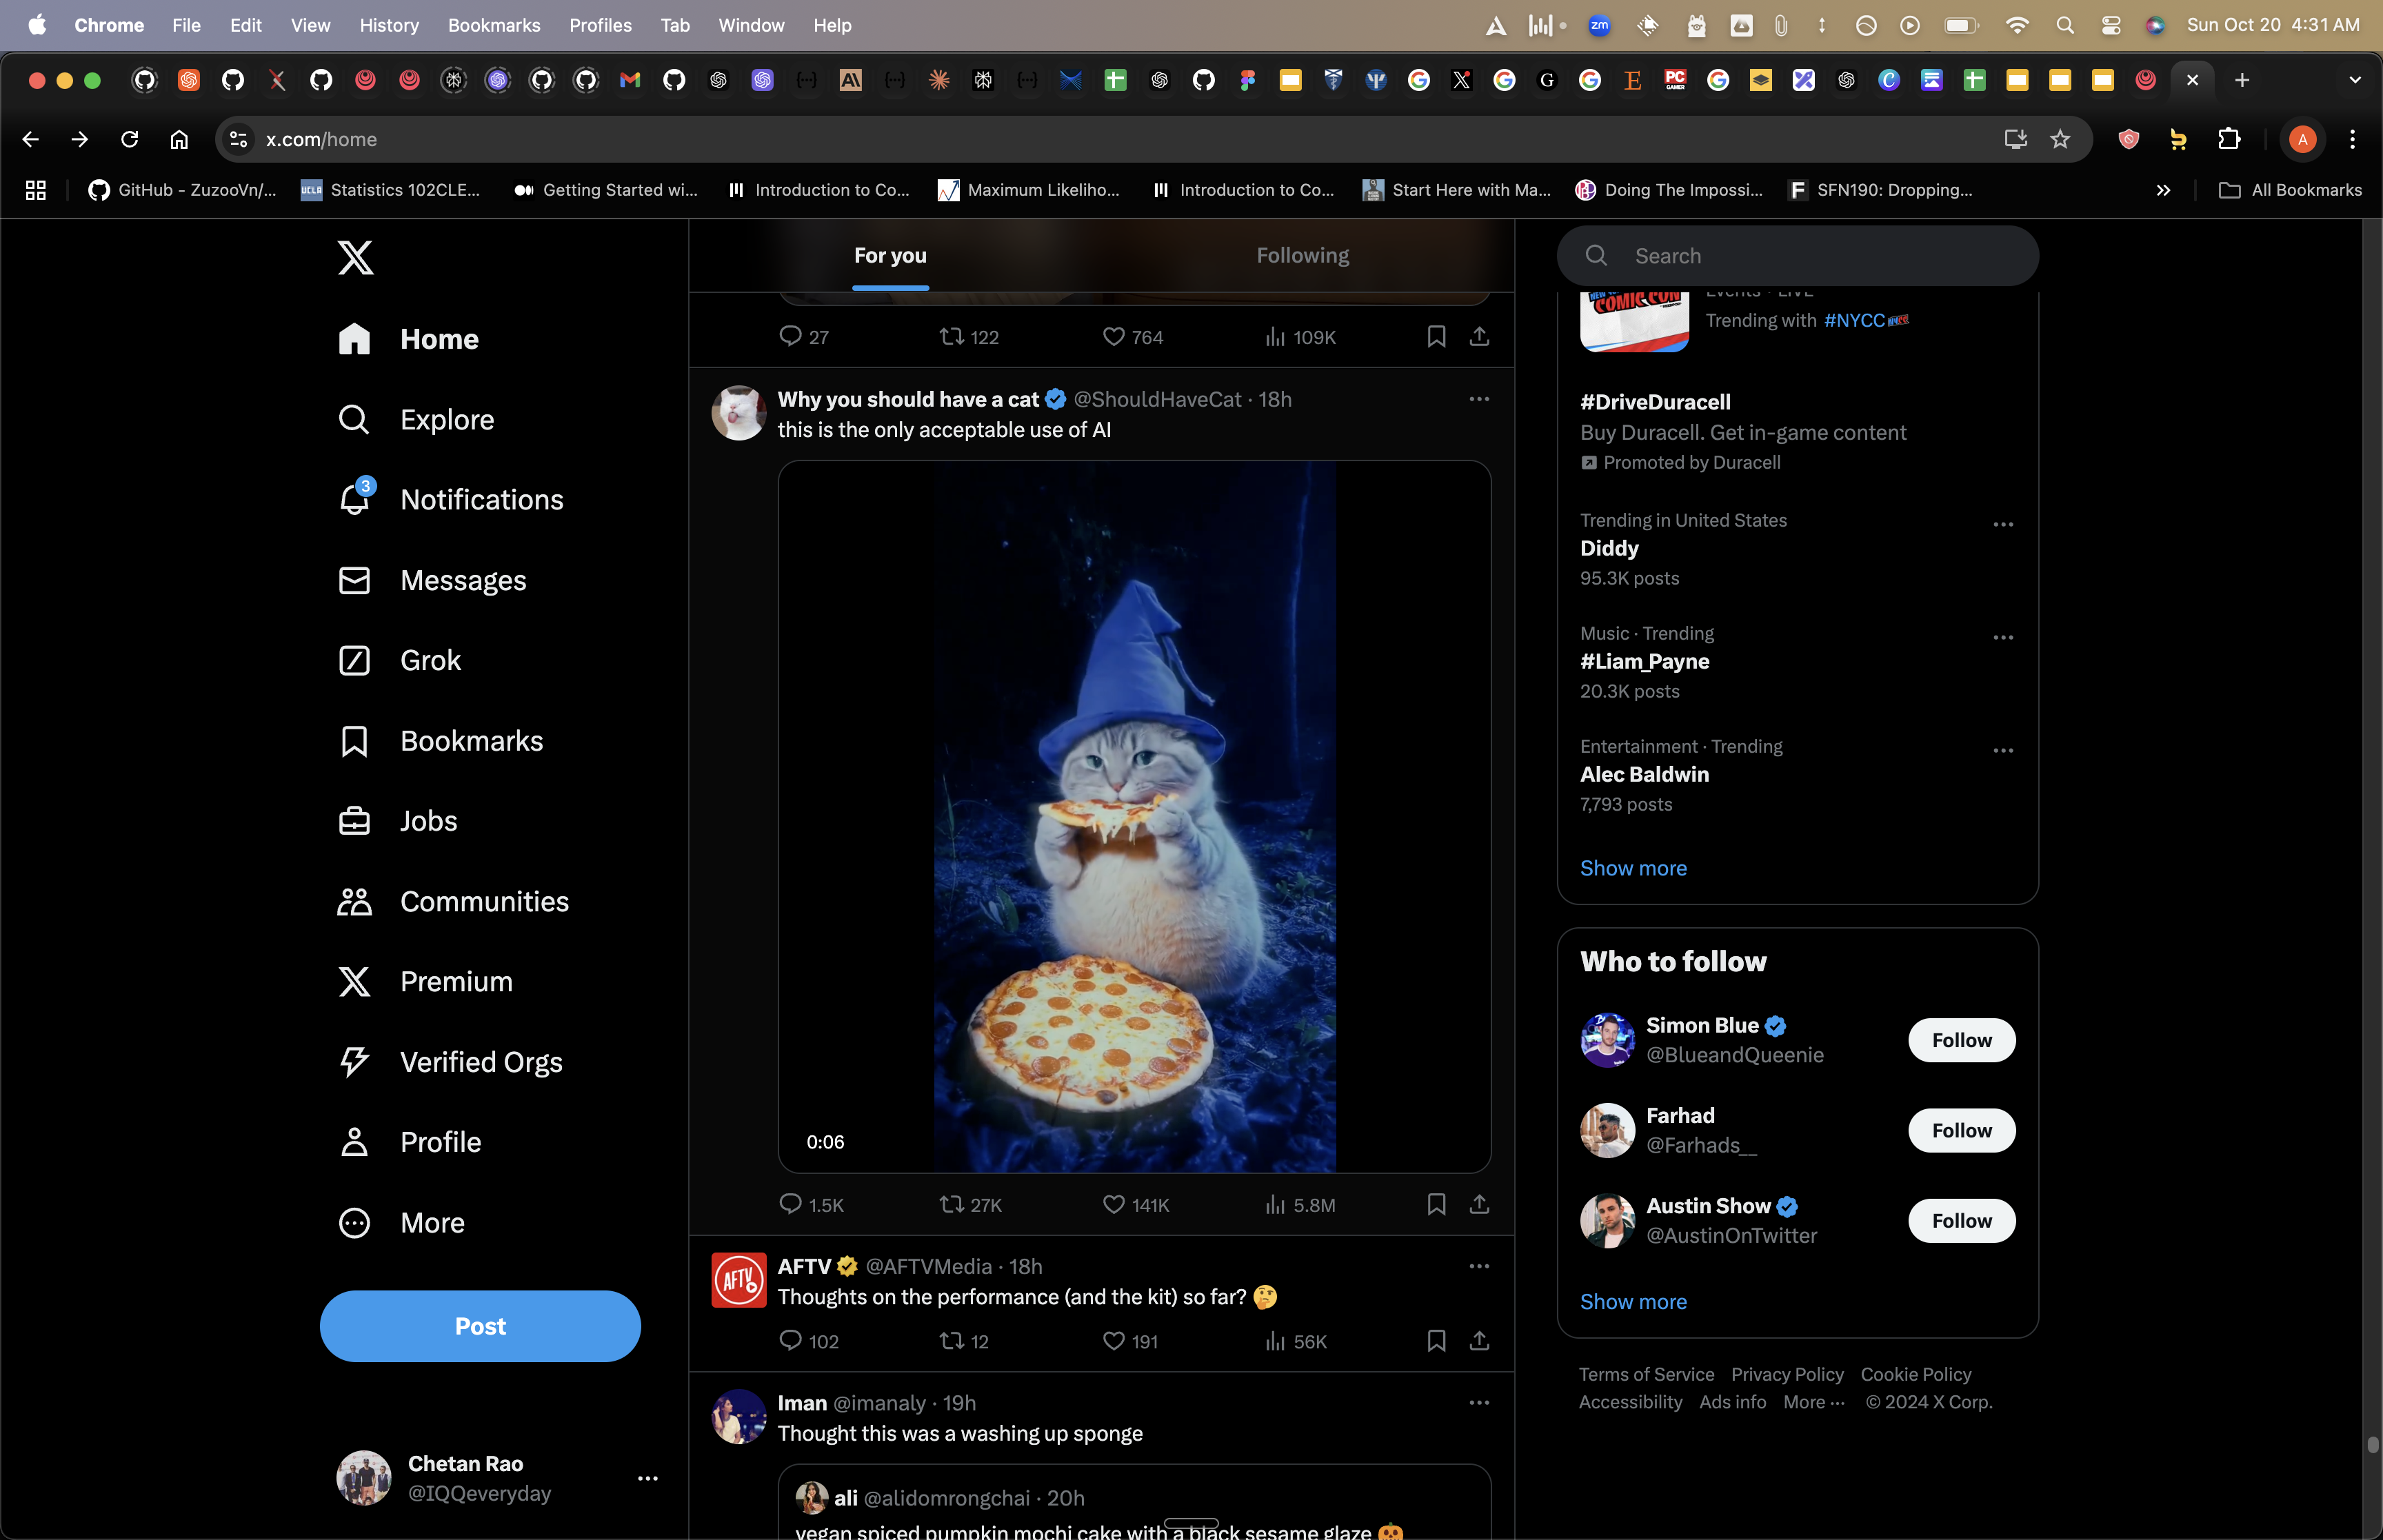 Chrome File Edit View History Bookmarks Profiles Tab Window Help
zm
Sun Oct 20 4:31 AM
x.com/home
A
GitHub - ZuzooVn/...
UCLA Statistics 102CLE...
Getting Started wi...
Introduction to Co...
Maximum Likeliho...
Introduction to Co...
Start Here with Ma...
Doing The Impossi...
SFN190: Dropping...
All Bookmarks
Home
Explore
3
Notifications
Messages
Grok
Bookmarks
Jobs
Communities
Premium
Verified Orgs
Profile
More
Post
Chetan Rao
@IQQeveryday
For you
Following
27 122 764 109K
Why you should have a cat @ShouldHaveCat · 18h
this is the only acceptable use of AI
0:06
1.5K 27K 141K 5.8M
AFTV
AFTV @AFTVMedia · 18h
Thoughts on the performance (and the kit) so far? 🤔
102 12 191 56K
Iman @imanaly · 19h
Thought this was a washing up sponge
ali @alidomrongchai · 20h
vegan spiced pumpkin mochi cake with a black sesame glaze 🎃
Search
COMIC CON
Events · LIVE
Trending with #NYCC
#DriveDuracell
Buy Duracell. Get in-game content
Promoted by Duracell
Trending in United States
Diddy
95.3K posts
Music · Trending
#Liam_Payne
20.3K posts
Entertainment · Trending
Alec Baldwin
7,793 posts
Show more
Who to follow
Simon Blue
@BlueandQueenie
Follow
Farhad
@Farhads__
Follow
Austin Show
@AustinOnTwitter
Follow
Show more
Terms of Service Privacy Policy Cookie Policy
Accessibility Ads info More ··· © 2024 X Corp.